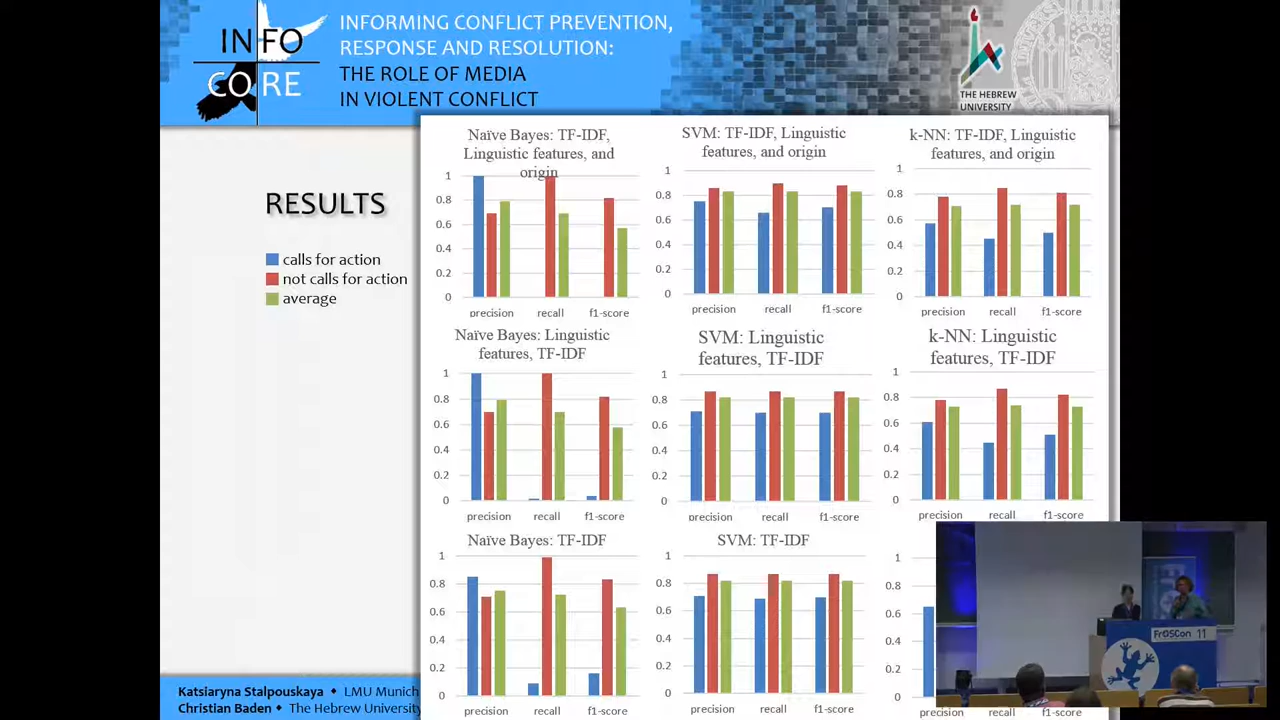 INFO
CORE
INFORMING CONFLICT PREVENTION,
RESPONSE AND RESOLUTION:
THE ROLE OF MEDIA
IN VIOLENT CONFLICT
THE HEBREW
UNIVERSITY
RESULTS
calls for action
not calls for action
average
Naïve Bayes: TF-IDF,
Linguistic features, and
origin
1
0.8
0.6
0.4
0.2
0
precision recall f1-score
SVM: TF-IDF, Linguistic
features, and origin
1
0.8
0.6
0.4
0.2
0
precision recall f1-score
k-NN: TF-IDF, Linguistic
features, and origin
1
0.8
0.6
0.4
0.2
0
precision recall f1-score
Naïve Bayes: Linguistic
features, TF-IDF
1
0.8
0.6
0.4
0.2
0
precision recall f1-score
SVM: Linguistic
features, TF-IDF
1
0.8
0.6
0.4
0.2
0
precision recall f1-score
k-NN: Linguistic
features, TF-IDF
1
0.8
0.6
0.4
0.2
0
precision recall f1-score
Naïve Bayes: TF-IDF
1
0.8
0.6
0.4
0.2
0
precision recall f1-score
SVM: TF-IDF
1
0.8
0.6
0.4
0.2
0
precision recall f1-score
1
0.8
0.6
0.4
0.2
0
FrOSCon 11
Katsiaryna Stalpouskaya ♦ LMU Munich
Christian Baden ♦ The Hebrew University